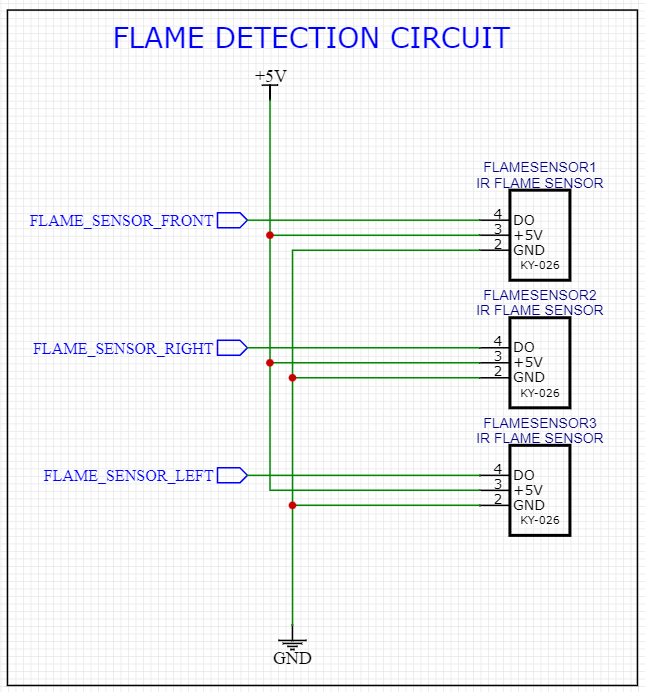 FLAME DETECTION CIRCUIT
+5V
FLAMESENSOR1
IR FLAME SENSOR
FLAME_SENSOR_FRONT
4 DO
3 +5V
2 GND
KY-026
FLAMESENSOR2
IR FLAME SENSOR
FLAME_SENSOR_RIGHT
4 DO
3 +5V
2 GND
KY-026
FLAMESENSOR3
IR FLAME SENSOR
FLAME_SENSOR_LEFT
4 DO
3 +5V
2 GND
KY-026
GND